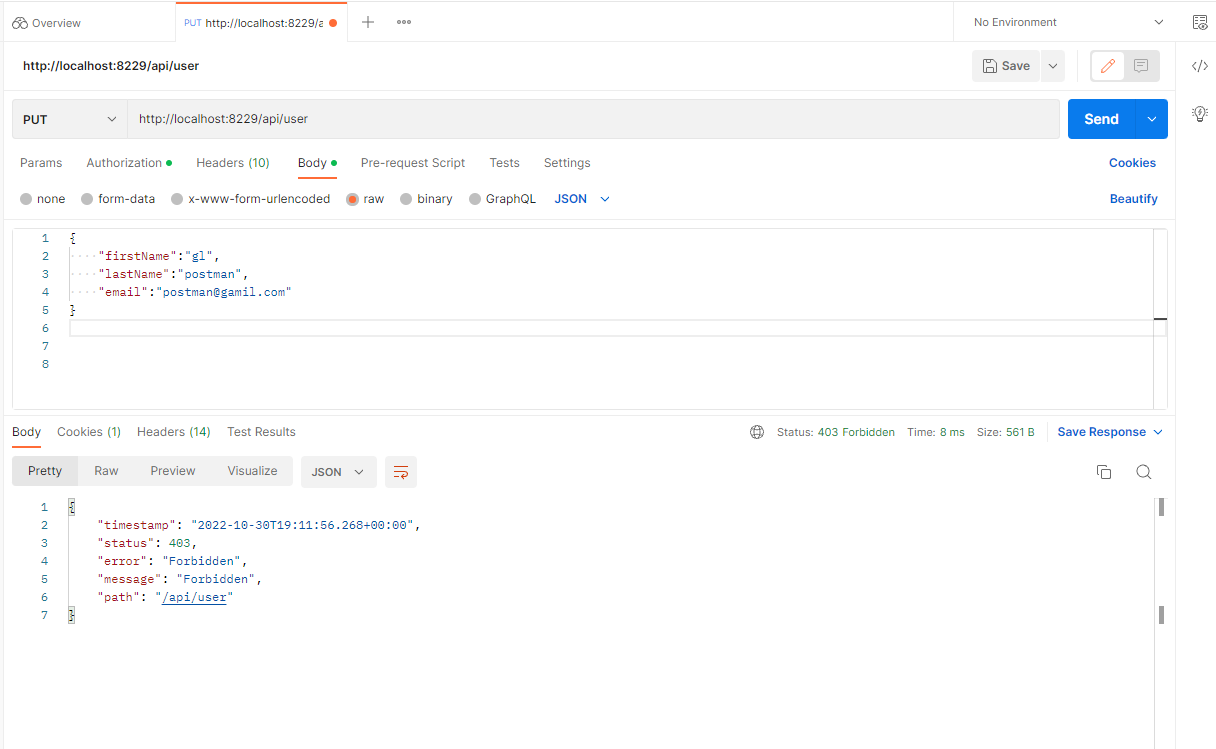 Overview
PUT http://localhost:8229/a
No Environment
http://localhost:8229/api/user
Save
PUT http://localhost:8229/api/user
Send
Params Authorization Headers (10) Body Pre-request Script Tests Settings Cookies
none form-data x-www-form-urlencoded raw binary GraphQL JSON Beautify
1 {
2 "firstName":"gl",
3 "lastName":"postman",
4 "email":"postman@gamil.com"
5 }
6
7
8
Body Cookies (1) Headers (14) Test Results Status: 403 Forbidden Time: 8 ms Size: 561 B Save Response
Pretty Raw Preview Visualize JSON
1 {
2 "timestamp": "2022-10-30T19:11:56.268+00:00",
3 "status": 403,
4 "error": "Forbidden",
5 "message": "Forbidden",
6 "path": "/api/user"
7 }